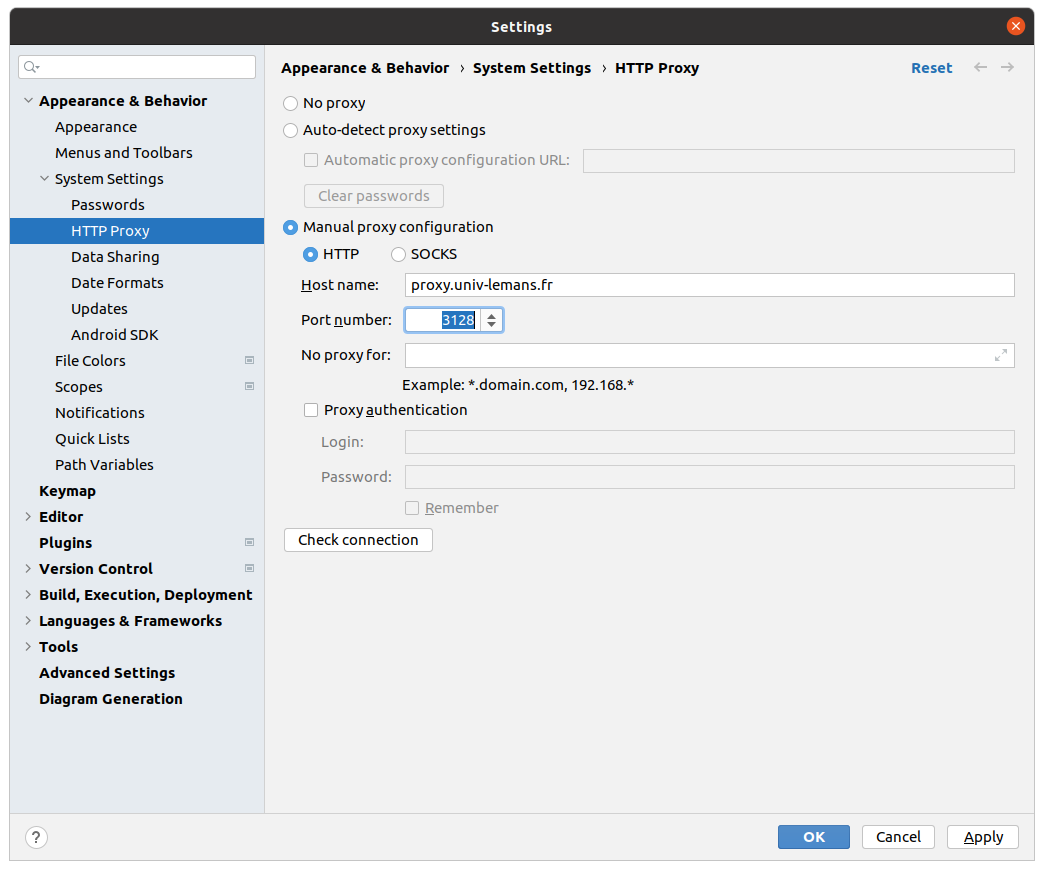 Settings
Appearance & Behavior
Appearance
Menus and Toolbars
System Settings
Passwords
HTTP Proxy
Data Sharing
Date Formats
Updates
Android SDK
File Colors
Scopes
Notifications
Quick Lists
Path Variables
Keymap
Editor
Plugins
Version Control
Build, Execution, Deployment
Languages & Frameworks
Tools
Advanced Settings
Diagram Generation
Appearance & Behavior › System Settings › HTTP Proxy
Reset
No proxy
Auto-detect proxy settings
Automatic proxy configuration URL:
Clear passwords
Manual proxy configuration
HTTP SOCKS
Host name: proxy.univ-lemans.fr
Port number: 3128
No proxy for:
Example: *.domain.com, 192.168.*
Proxy authentication
Login:
Password:
Remember
Check connection
? OK Cancel Apply